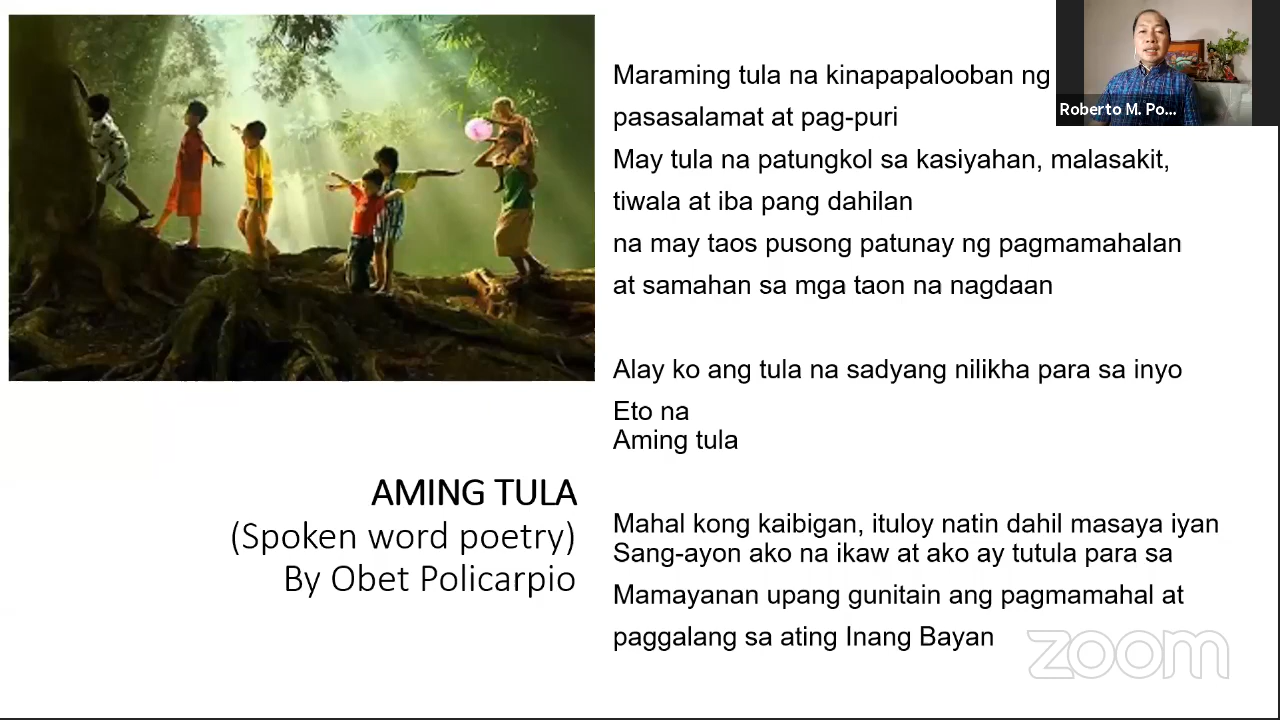 Maraming tula na kinapapalooban ng
pasasalamat at pag-puri
May tula na patungkol sa kasiyahan, malasakit,
tiwala at iba pang dahilan
na may taos pusong patunay ng pagmamahalan
at samahan sa mga taon na nagdaan
Alay ko ang tula na sadyang nilikha para sa inyo
Eto na
Aming tula
Mahal kong kaibigan, ituloy natin dahil masaya iyan
Sang-ayon ako na ikaw at ako ay tutula para sa
Mamayanan upang gunitain ang pagmamahal at
paggalang sa ating Inang Bayan
AMING TULA
(Spoken word poetry)
By Obet Policarpio
Roberto M. Po...
zoom